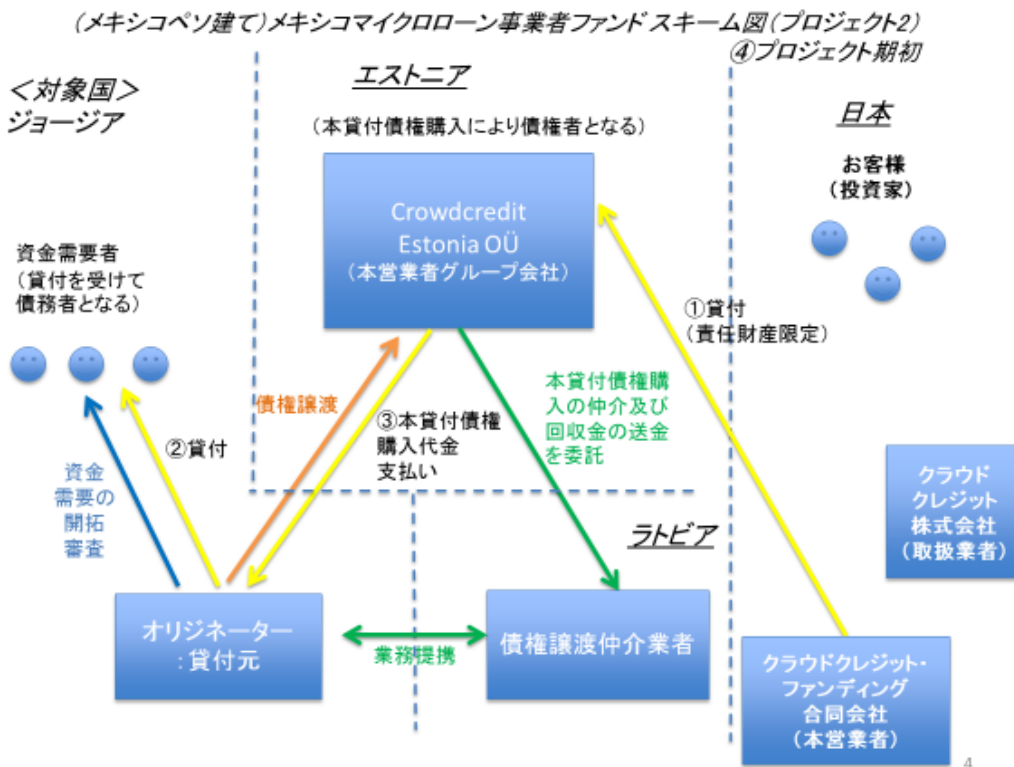 (メキシコペソ建て)メキシコマイクロローン事業者ファンド スキーム図(プロジェクト2)
④プロジェクト期初
<対象国>
ジョージア
エストニア
(本貸付債権購入により債権者となる)
日本
お客様
(投資家)
Crowdcredit
Estonia OÜ
(本営業者グループ会社)
資金需要者
(貸付を受けて
債務者となる)
①貸付
(責任財産限定)
債権譲渡
③本貸付債権
購入代金
支払い
本貸付債権購
入の仲介及び
回収金の送金
を委託
②貸付
資金
需要の
開拓
審査
クラウド
クレジット
株式会社
(取扱業者)
ラトビア
オリジネーター
:貸付元
業務提携
債権譲渡仲介業者
クラウドクレジット・
ファンディング
合同会社
(本営業者)
4